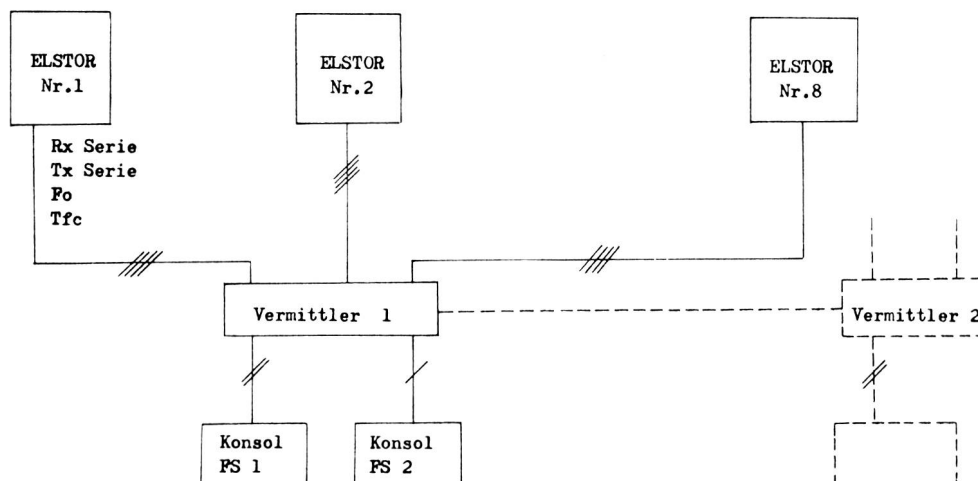 ELSTOR
Nr.1
ELSTOR
Nr.2
ELSTOR
Nr.8
Rx Serie
Tx Serie
Fo
Tfc
Vermittler 1
Vermittler 2
Konsol
FS 1
Konsol
FS 2